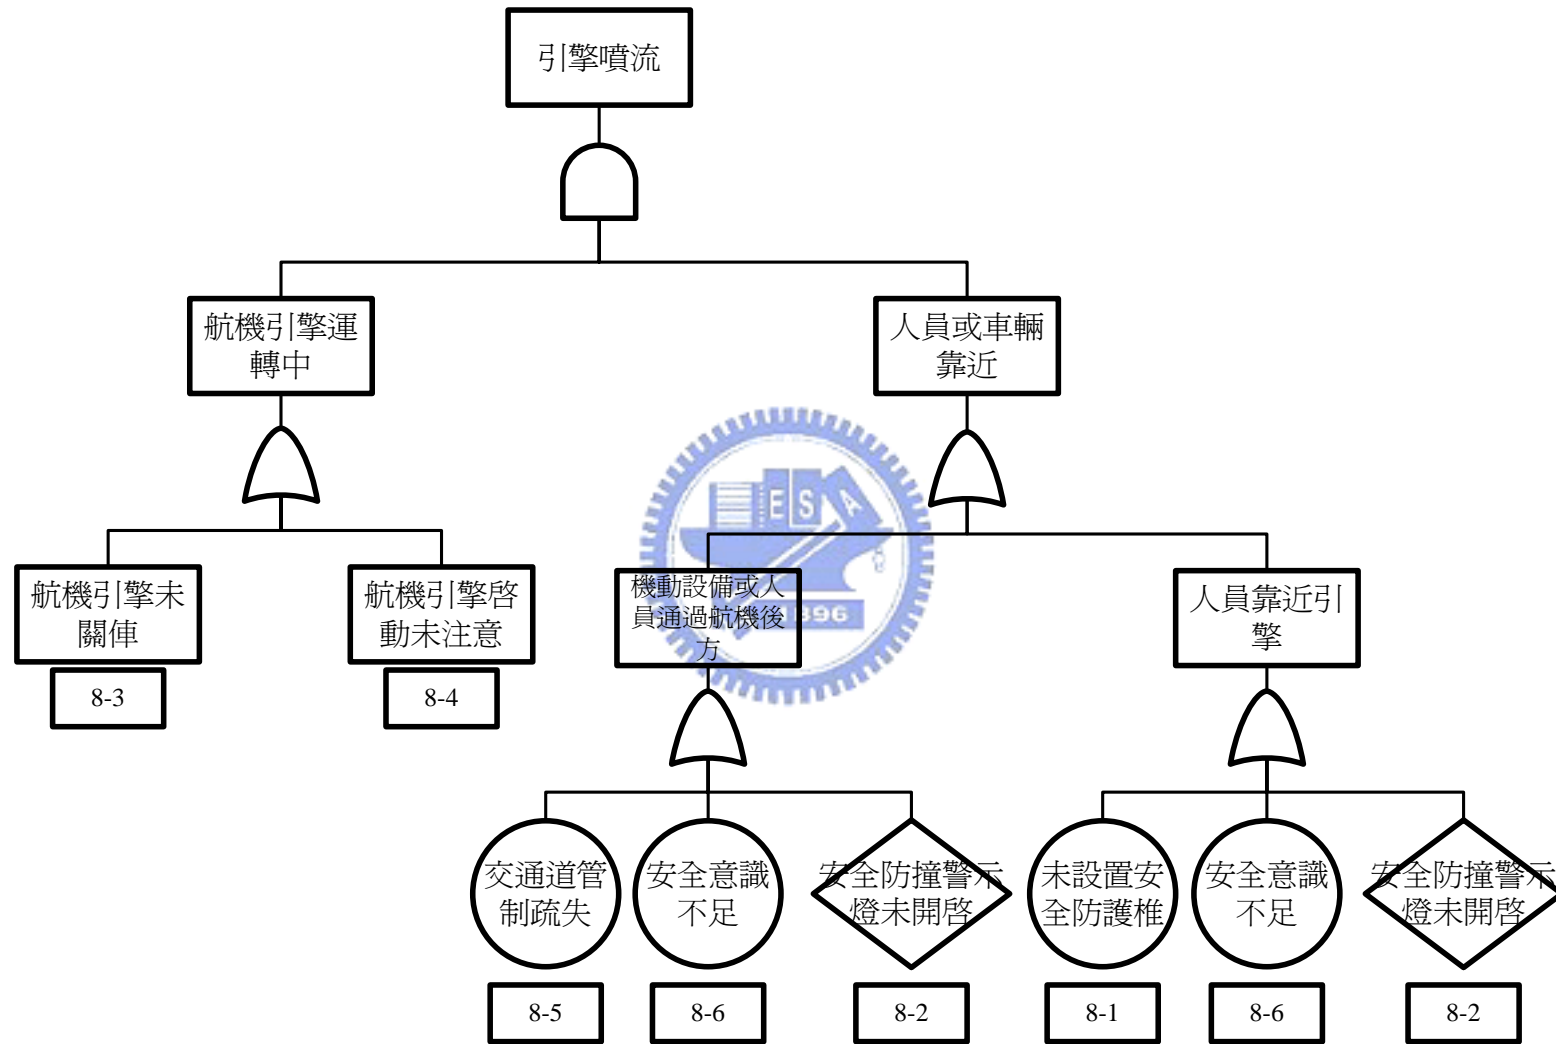 引擎噴流
航機引擎運
轉中
人員或車輛
靠近
ESA
1896
航機引擎未
關俥
航機引擎啓
動未注意
機動設備或人
員通過航機後
方
人員靠近引
擎
8-3
8-4
交通道管
制疏失
安全意識
不足
安全防撞警示
燈未開啓
未設置安
全防護椎
安全意識
不足
安全防撞警示
燈未開啓
8-5
8-6
8-2
8-1
8-6
8-2